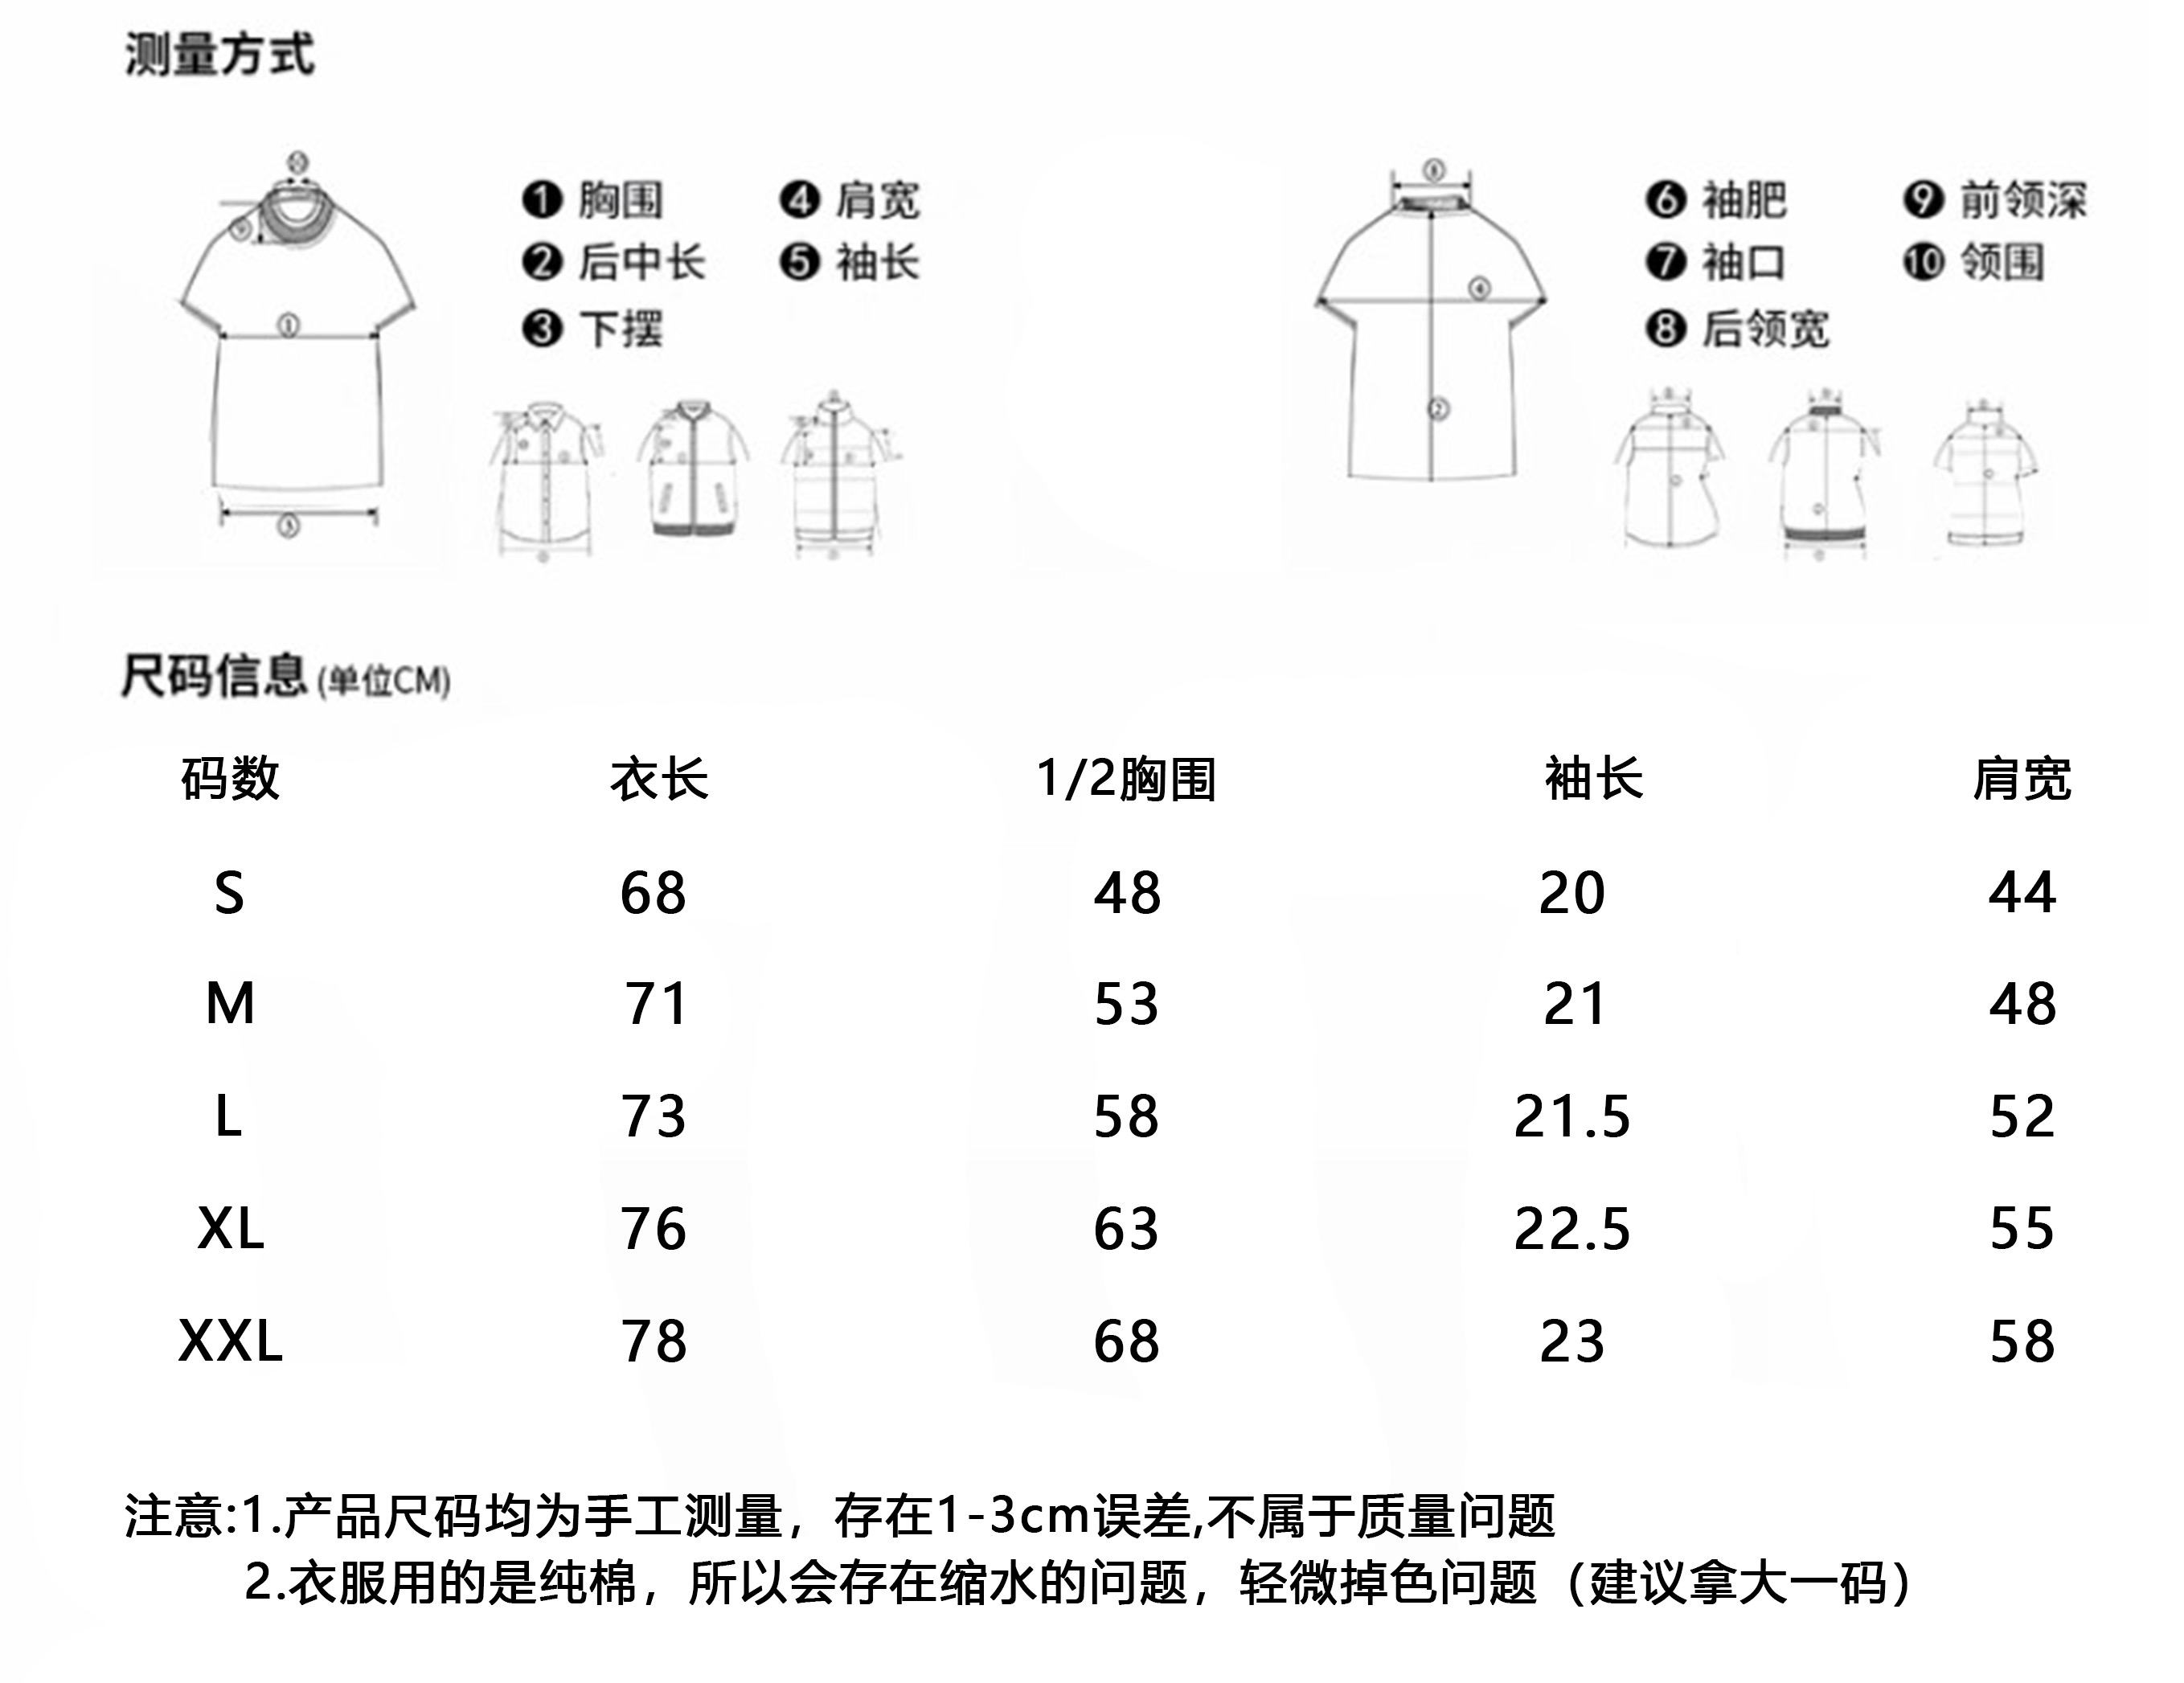 测量方式
❶ 胸围 ❹ 肩宽
❷ 后中长 ❺ 袖长
❸ 下摆
❻ 袖肥 ❾ 前领深
❼ 袖口 ❿ 领围
❽ 后领宽
⑩
⑨
①
③
⑧
④
②
尺码信息 (单位CM)
码数 衣长 1/2胸围 袖长 肩宽
S 68 48 20 44
M 71 53 21 48
L 73 58 21.5 52
XL 76 63 22.5 55
XXL 78 68 23 58
注意:1.产品尺码均为手工测量，存在1-3cm误差,不属于质量问题
2.衣服用的是纯棉，所以会存在缩水的问题，轻微掉色问题（建议拿大一码）